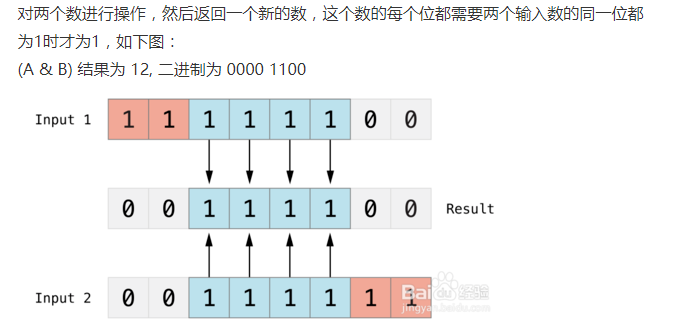 对两个数进行操作，然后返回一个新的数，这个数的每个位都需要两个输入数的同一位都
为1时才为1，如下图：
(A & B) 结果为 12, 二进制为 0000 1100
Input 1 1 1 1 1 1 1 0 0
0 0 1 1 1 1 0 0 Result
Input 2 0 0 1 1 1 1 1 1
Baidu 经验
jingyan.baidu.com